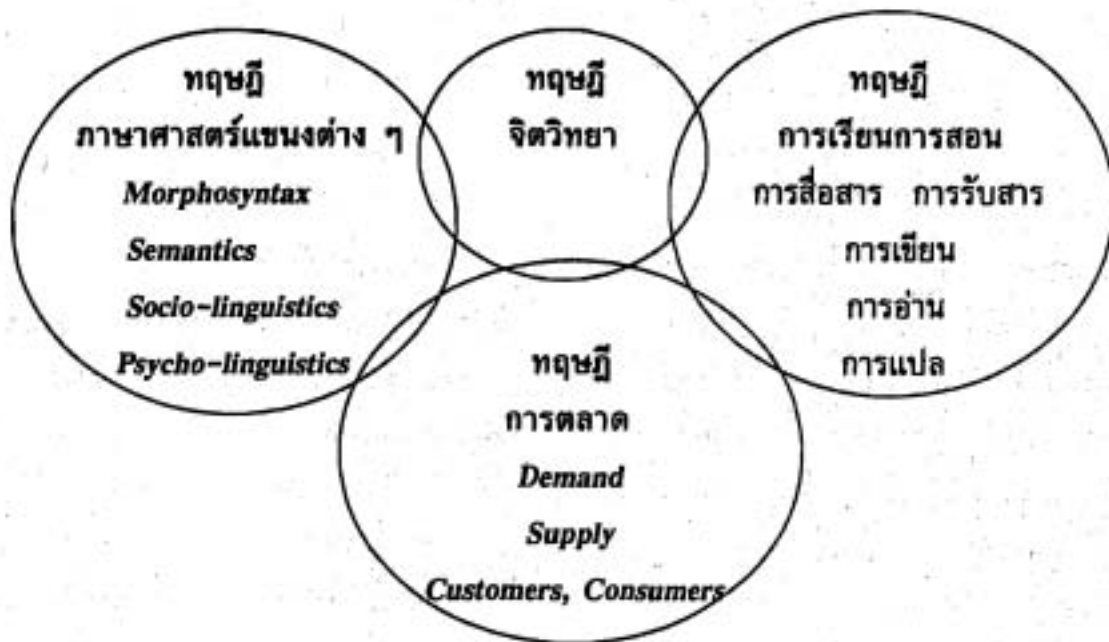 ทฤษฎี
ภาษาศาสตร์แขนงต่าง ๆ
Morphosyntax
Semantics
Socio-linguistics
Psycho-linguistics
ทฤษฎี
จิตวิทยา
ทฤษฎี
การเรียนการสอน
การสื่อสาร การรับสาร
การเขียน
การอ่าน
การแปล
ทฤษฎี
การตลาด
Demand
Supply
Customers, Consumers